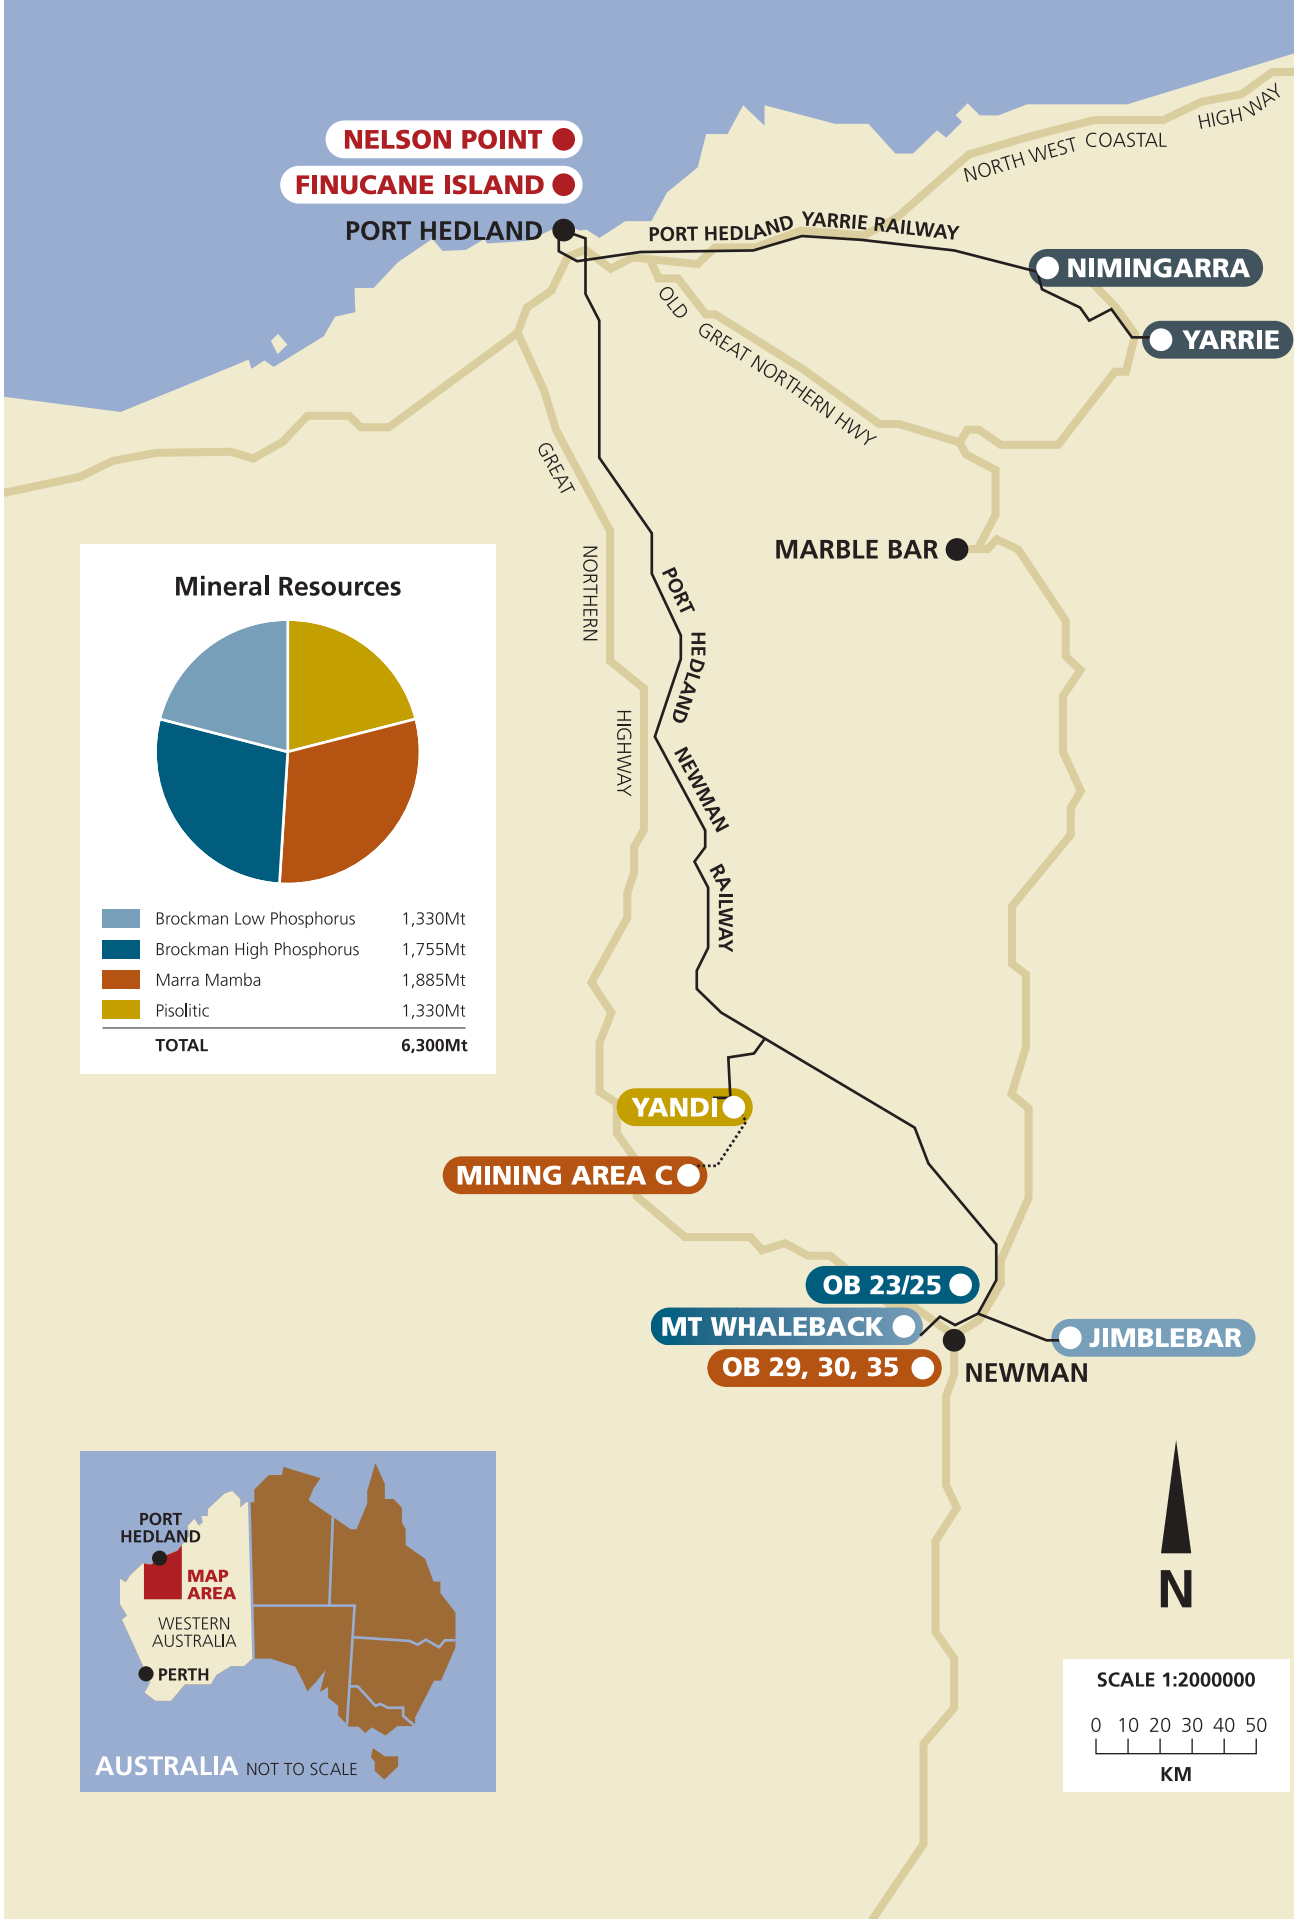 NELSON POINT
FINUCANE ISLAND
PORT HEDLAND
NORTH WEST COASTAL HIGHWAY
PORT HEDLAND YARRIE RAILWAY
NIMINGARRA
YARRIE
OLD GREAT NORTHERN HWY
GREAT NORTHERN HIGHWAY
MARBLE BAR
PORT HEDLAND NEWMAN RAILWAY
Mineral Resources
Brockman Low Phosphorus 1,330Mt
Brockman High Phosphorus 1,755Mt
Marra Mamba 1,885Mt
Pisolitic 1,330Mt
TOTAL 6,300Mt
YANDI
MINING AREA C
OB 23/25
MT WHALEBACK
JIMBLEBAR
OB 29, 30, 35
NEWMAN
PORT
HEDLAND
MAP
AREA
WESTERN
AUSTRALIA
PERTH
AUSTRALIA NOT TO SCALE
N
SCALE 1:2000000
0 10 20 30 40 50
KM